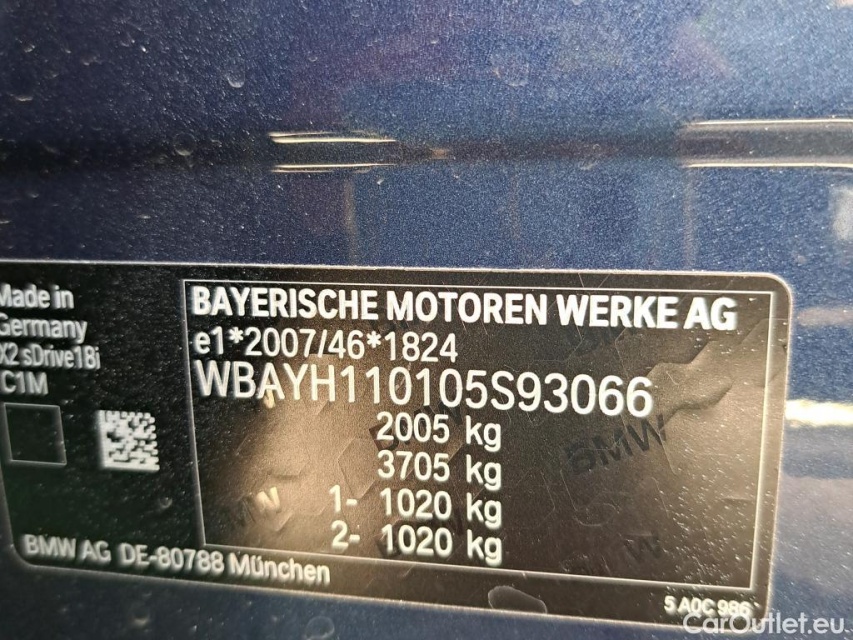 Made in
Germany
X2 sDrive18i
C1M
BAYERISCHE MOTOREN WERKE AG
e1*2007/46*1824
WBAYH110105S93066
2005 kg
3705 kg
1- 1020 kg
2- 1020 kg
BMW
BMW AG DE-80788 München
5 A0C 986
CarOutlet.eu